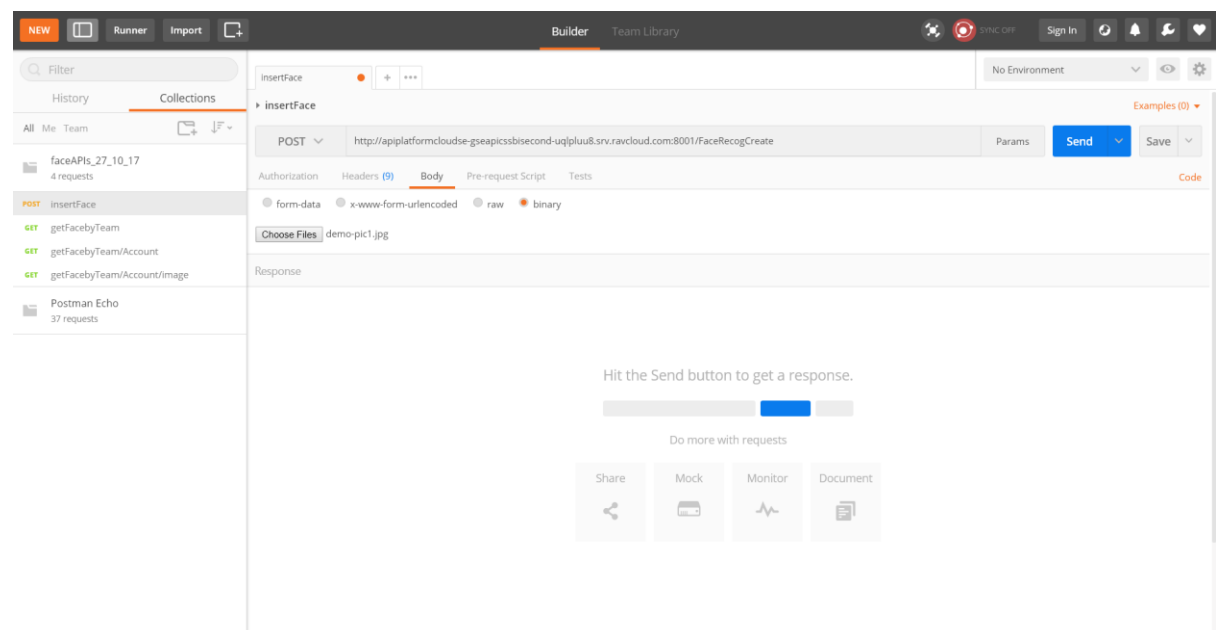 NEW Runner Import Builder Team Library SYNC OFF Sign In
Filter
History Collections
All Me Team
faceAPIs_27_10_17
4 requests
POST insertFace
GET getFacebyTeam
GET getFacebyTeam/Account
GET getFacebyTeam/Account/image
Postman Echo
37 requests
insertFace + ••• No Environment
insertFace Examples (0)
POST http://apiplatformcloudse-gseapicssbisecond-uqlpluu8.srv.ravcloud.com:8001/FaceRecogCreate Params Send Save
Authorization Headers (9) Body Pre-request Script Tests Code
form-data x-www-form-urlencoded raw binary
Choose Files demo-pic1.jpg
Response
Hit the Send button to get a response.
Do more with requests
Share Mock Monitor Document